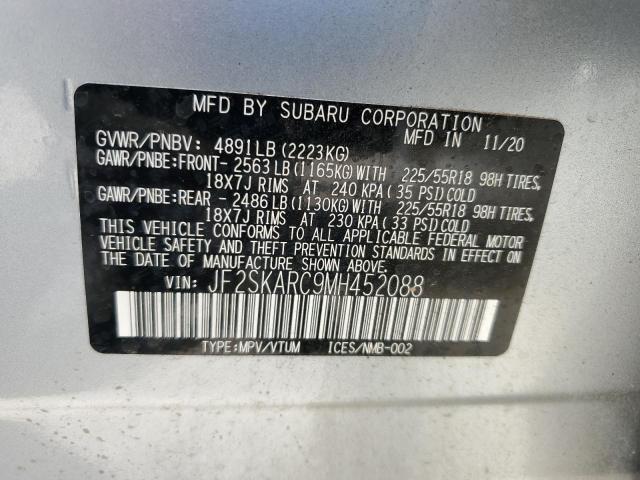 MFD BY SUBARU CORPORATION
MFD IN 11/20
GVWR/PNBV: 4891LB(2223KG)
GAWR/PNBE:FRONT-2563LB(1165KG)WITH 225/55R18 98H TIRES,
18X7J RIMS AT 240 KPA(35 PSI)COLD
GAWR/PNBE:REAR -2486LB(1130KG)WITH 225/55R18 98H TIRES,
18X7J RIMS AT 230 KPA(33 PSI)COLD
THIS VEHICLE CONFORMS TO ALL APPLICABLE FEDERAL MOTOR
VEHICLE SAFETY AND THEFT PREVENTION STANDARDS IN EFFECT ON
THE DATE OF MANUFACTURE SHOWN ABOVE.
VIN: JF2SKARC9MH452088
TYPE:MPV/VTUM ICES/NMB-002